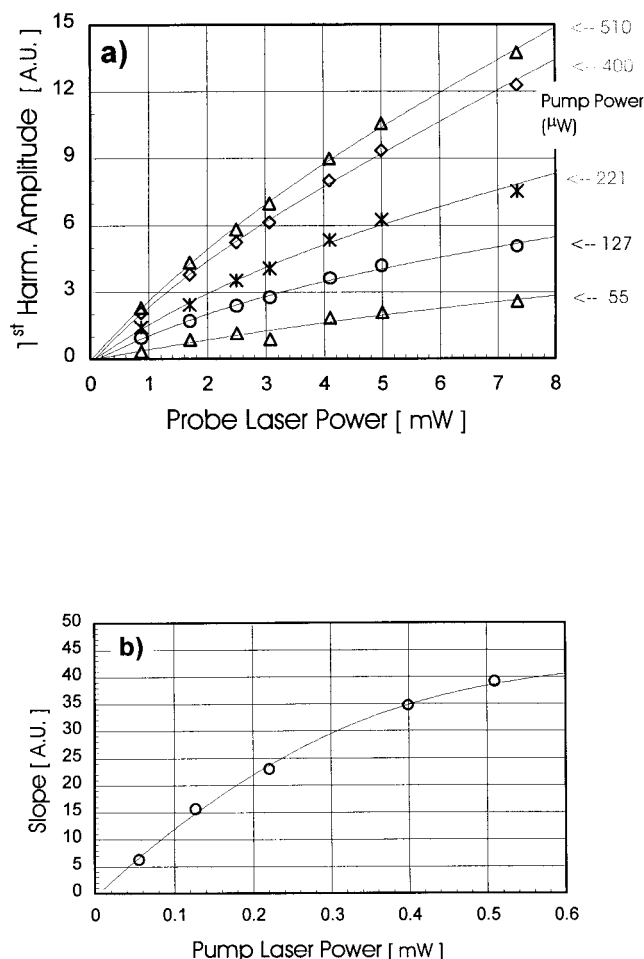 a)
1st Harm. Amplitude [ A.U. ]
15
12
9
6
3
0
0 1 2 3 4 5 6 7 8
Probe Laser Power [ mW ]
<-- 510
<-- 400
Pump Power
(µW)
<-- 221
<-- 127
<-- 55
b)
Slope [ A.U. ]
50
45
40
35
30
25
20
15
10
5
0
0 0.1 0.2 0.3 0.4 0.5 0.6
Pump Laser Power [ mW ]